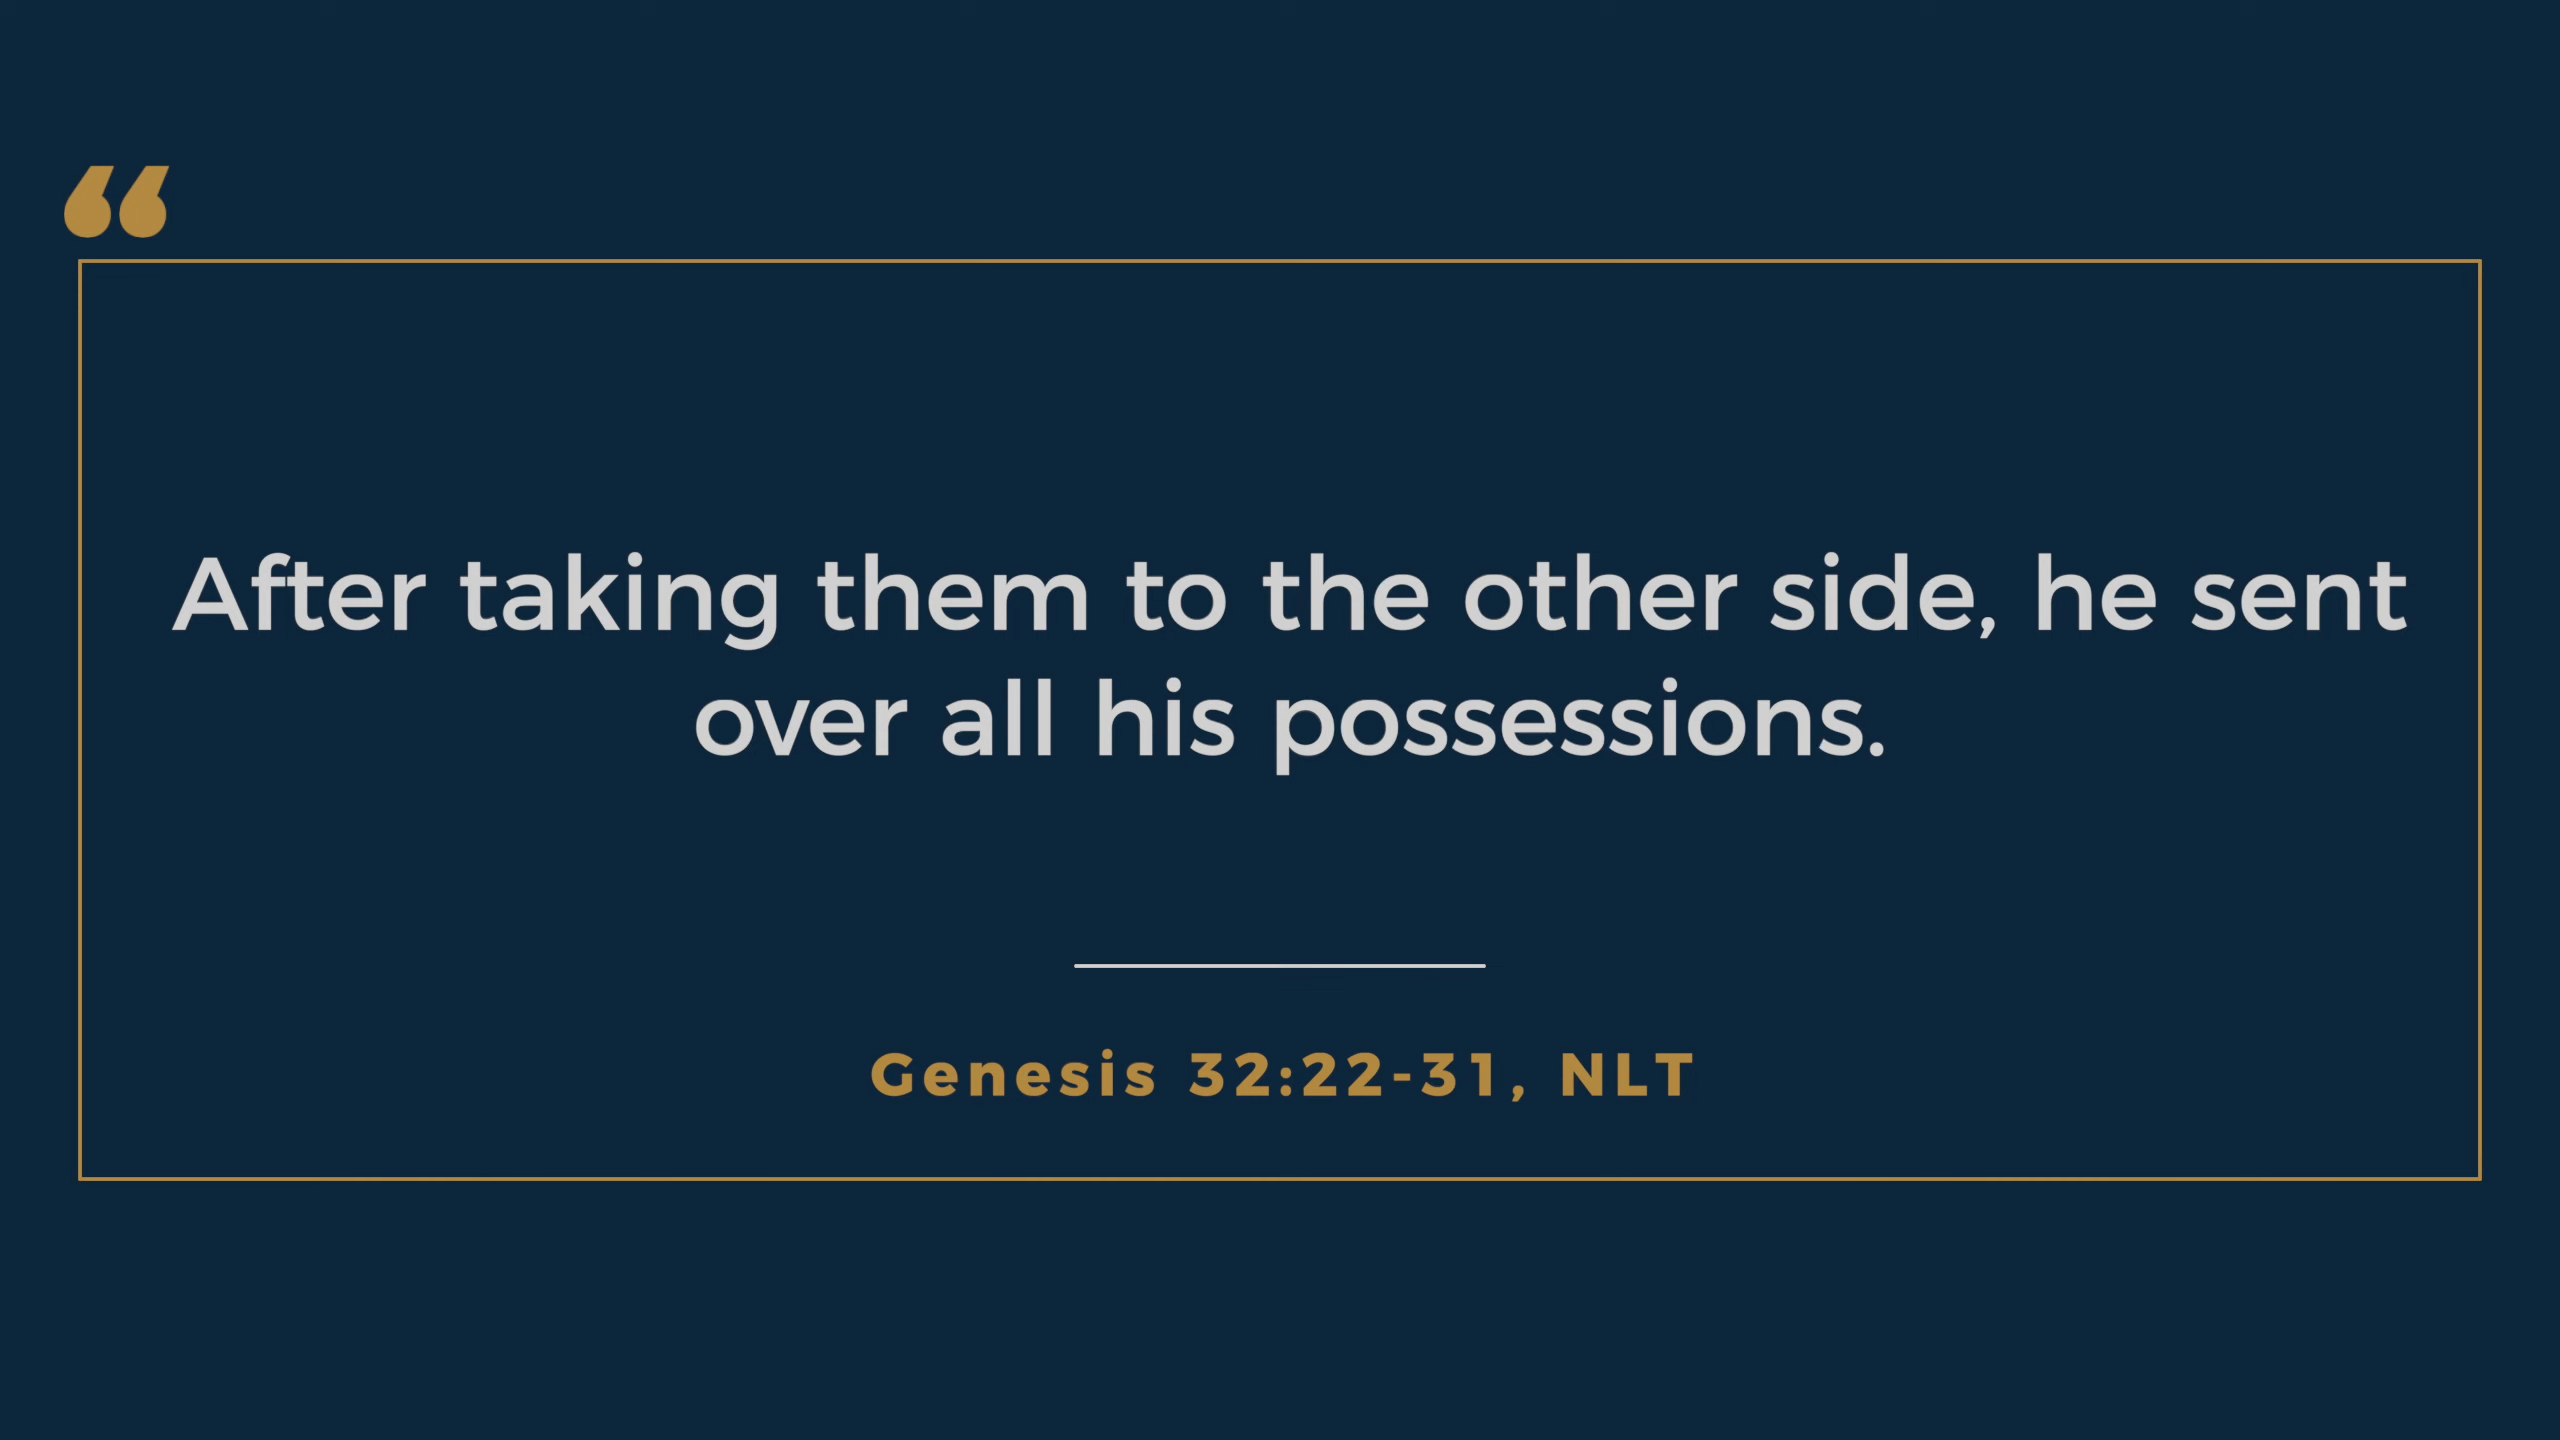 “
After taking them to the other side, he sent
over all his possessions.
Genesis 32:22-31, NLT